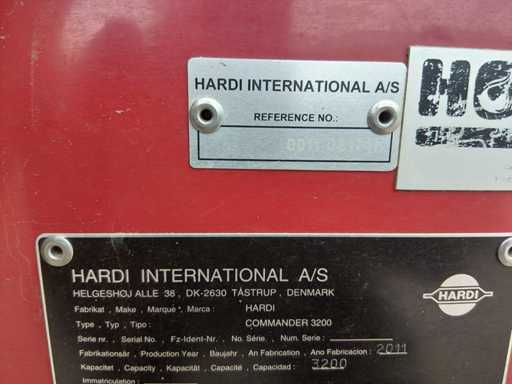 HARDI INTERNATIONAL A/S
REFERENCE NO.:
HARDI INTERNATIONAL A/S
HELGESHØJ ALLE 38 , DK-2630 TÅSTRUP , DENMARK
HARDI
Fabrikat , Make , Marque , Marca : HARDI
Type , Typ , Tipo : COMMANDER 3200
Serie nr. , Serial No. , Fz-Ident-Nr. , No. Série. , Num. Serie :
Fabrikationsår , Production Year , Baujahr , An Fabrication , Ano Fabricacion : 2011
Kapacitet , Capacity , Kapacität , Capacité , Capacidad : 3200
Immatriculation